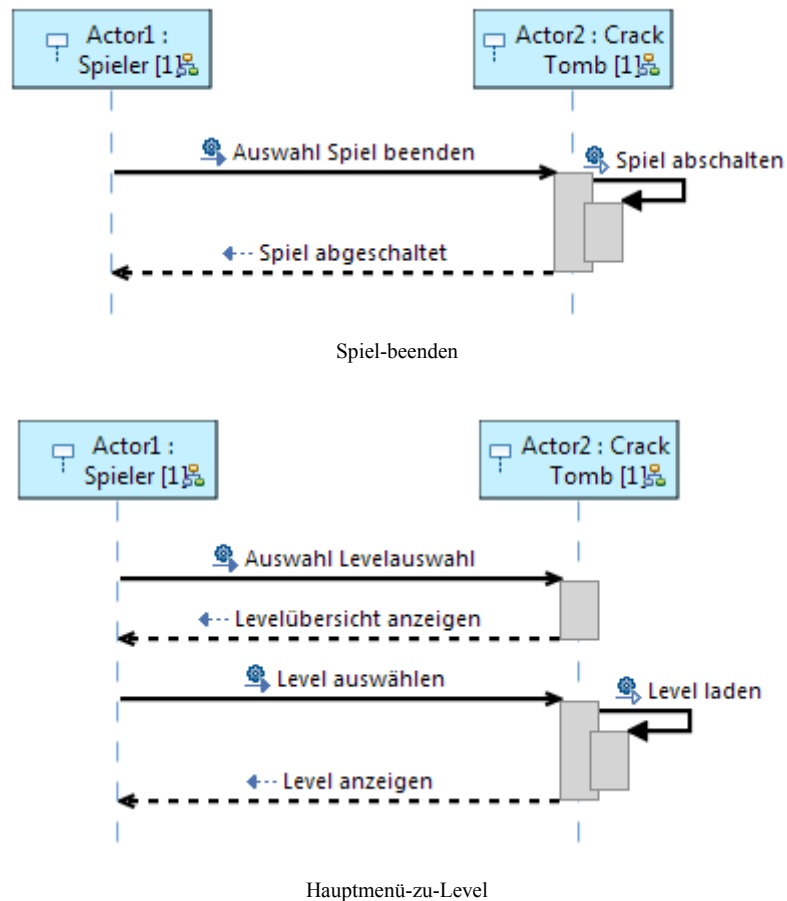 Actor1 :
Spieler [1]
Actor2 : Crack
Tomb [1]
Auswahl Spiel beenden
Spiel abschalten
Spiel abgeschaltet
Spiel-beenden
Actor1 :
Spieler [1]
Actor2 : Crack
Tomb [1]
Auswahl Levelauswahl
Levelübersicht anzeigen
Level auswählen
Level laden
Level anzeigen
Hauptmenü-zu-Level